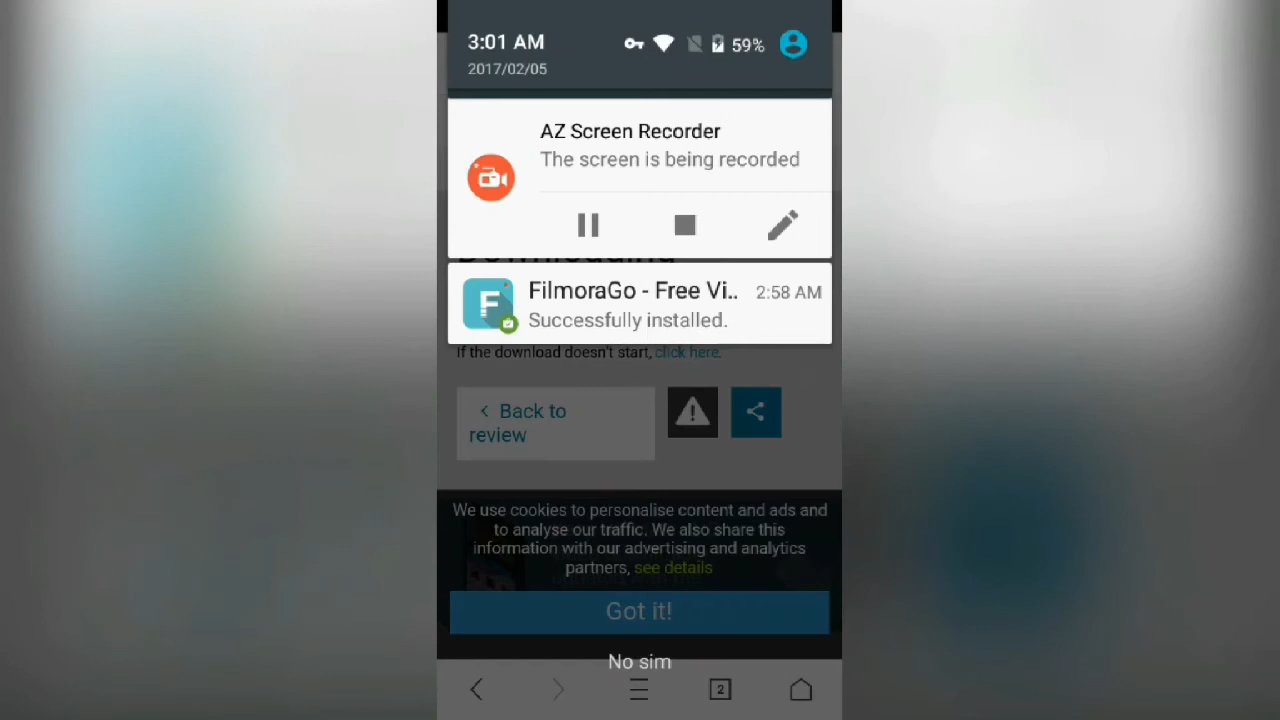 3:01 AM
59%
2017/02/05
AZ Screen Recorder
The screen is being recorded
Downloading
FilmoraGo - Free Vi.. 2:58 AM
Successfully installed.
If the download doesn't start, click here.
Back to
review
We use cookies to personalise content and ads and
to analyse our traffic. We also share this
information with our advertising and analytics
partners, see details
Got it!
No sim
2